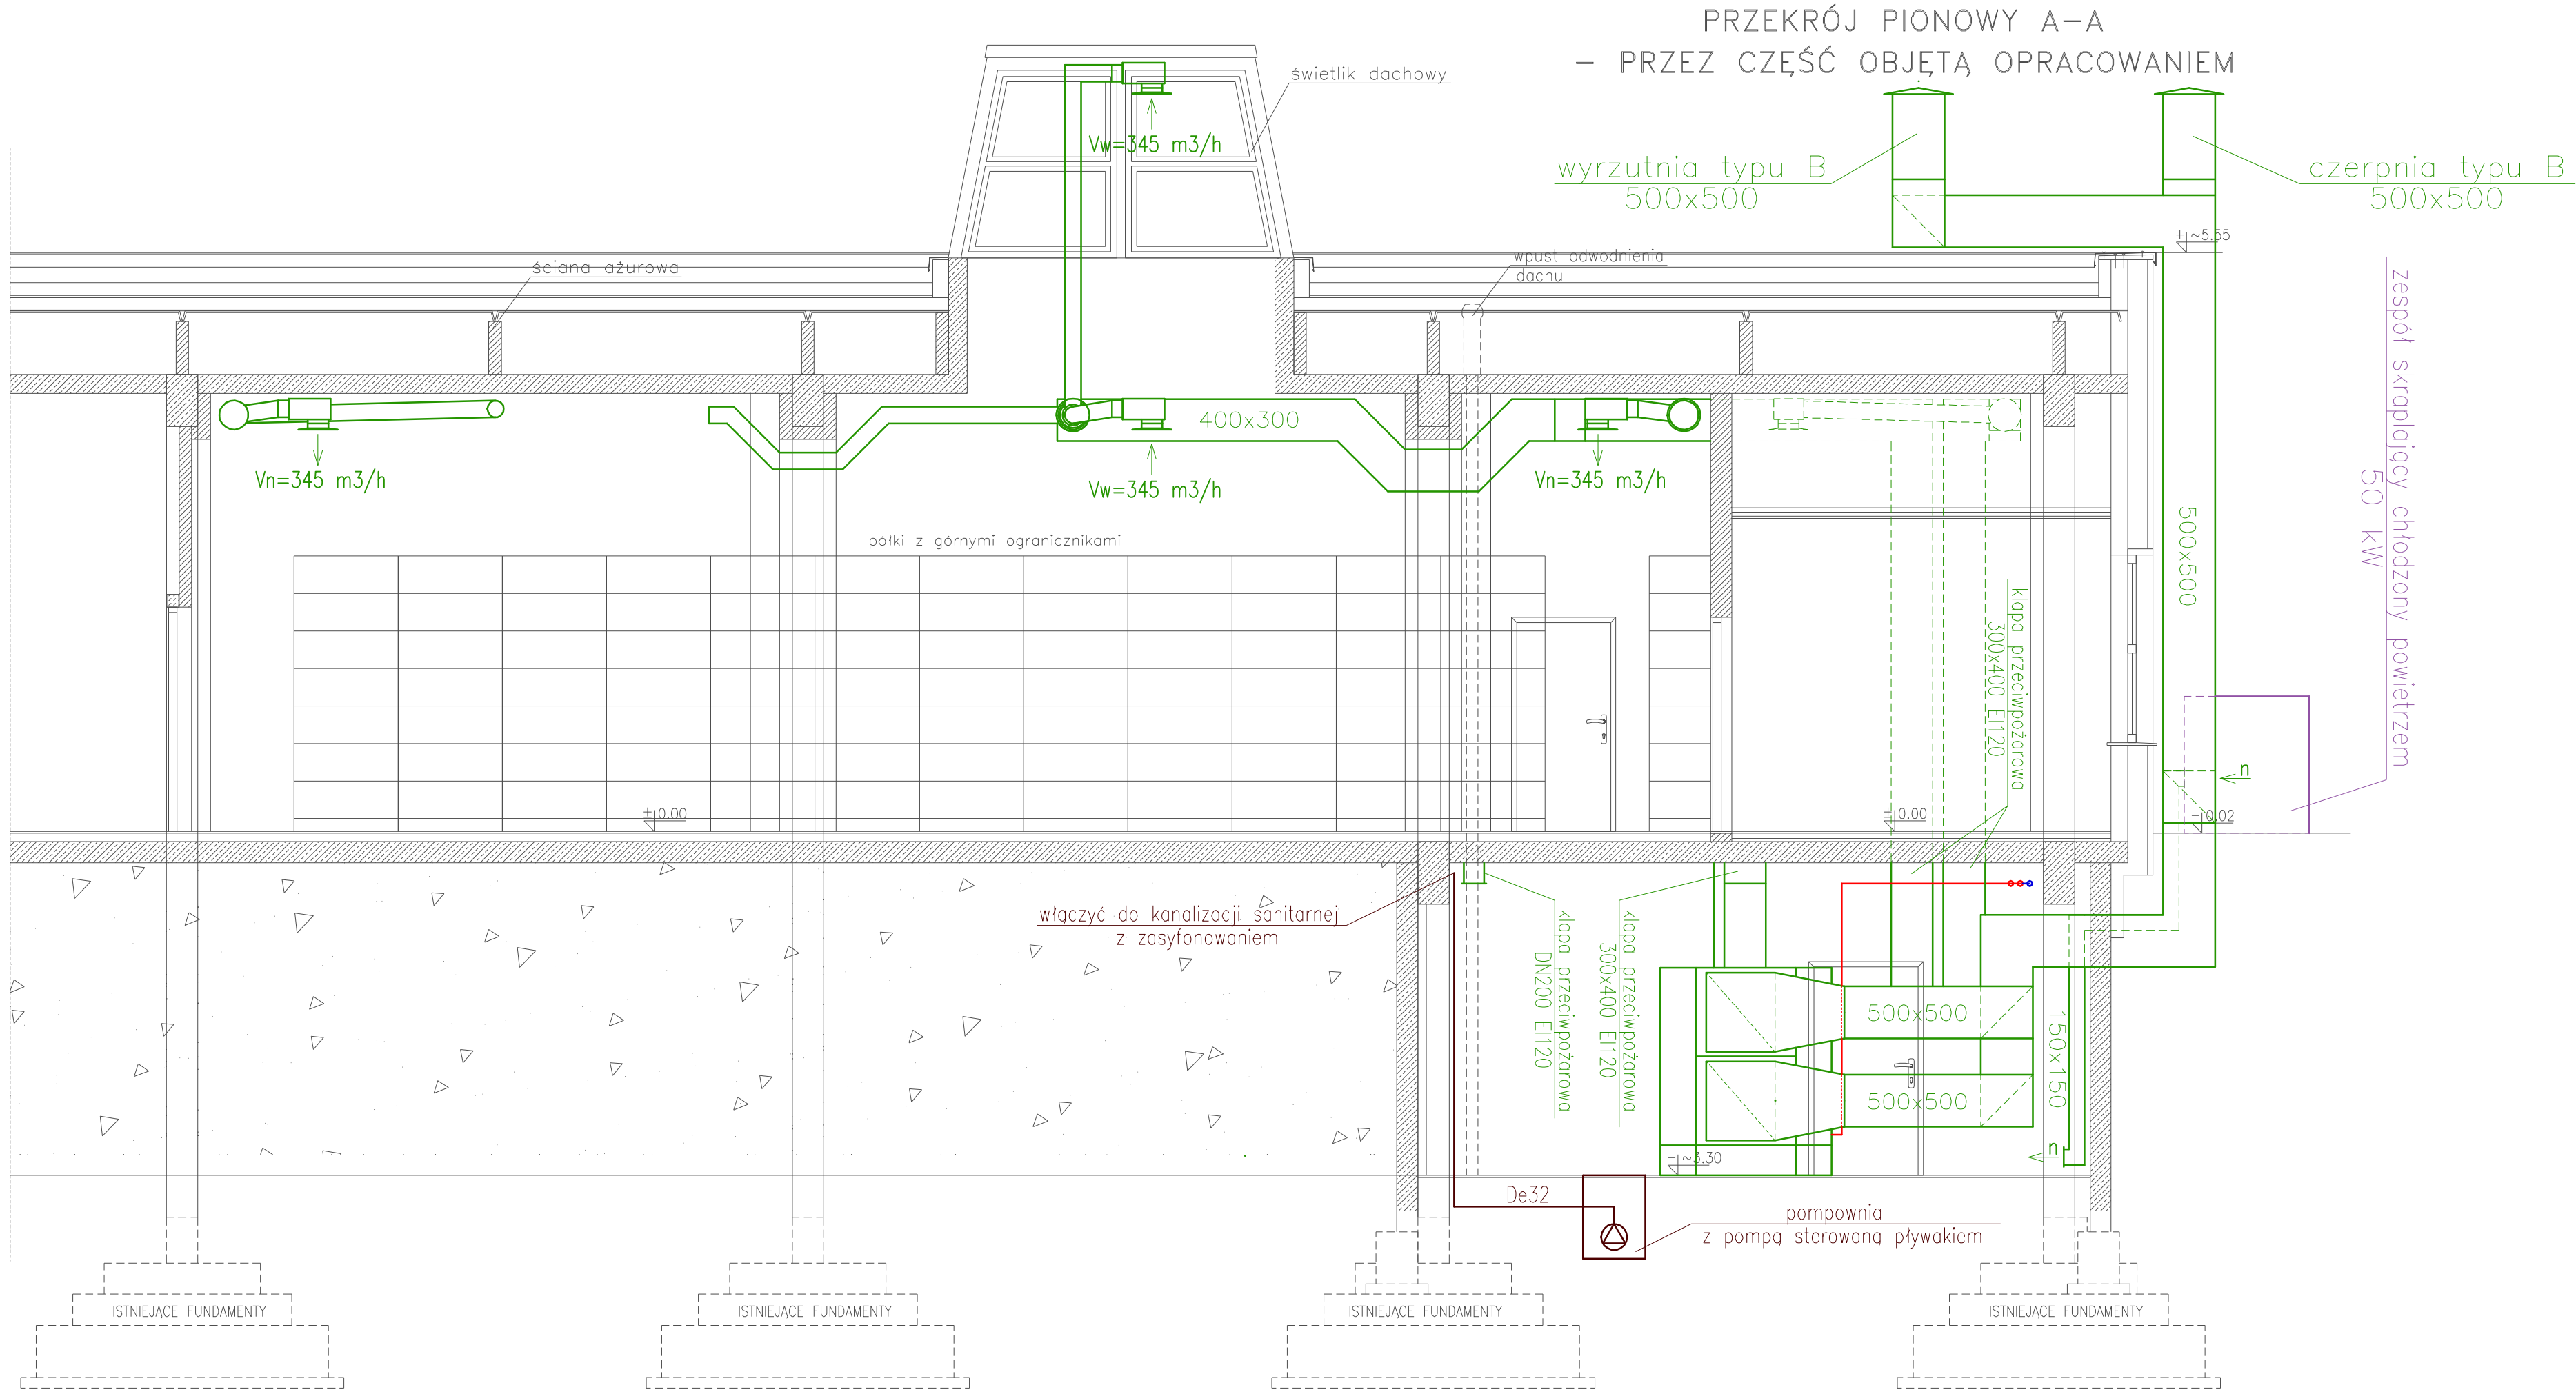 PRZEKRÓJ PIONOWY A-A
- PRZEZ CZĘŚĆ OBJĘTĄ OPRACOWANIEM
świetlik dachowy
Vw=345 m3/h
wyrzutnia typu B
500x500
czerpnia typu B
500x500
+~5.55
ściana ażurowa
wpust odwodnienia
dachu
zespół skraplający chłodzony powietrzem
50 kW
400x300
Vn=345 m3/h
Vw=345 m3/h
Vn=345 m3/h
500x500
półki z górnymi ogranicznikami
klapa przeciwpożarowa
300x400 EI120
n
±0.00
±0.00
-0.02
włączyć do kanalizacji sanitarnej
z zasyfonowaniem
klapa przeciwpożarowa
DN200 EI120
klapa przeciwpożarowa
300x400 EI120
500x500
150x150
500x500
n
-~3.30
De32
pompownia
z pompą sterowaną pływakiem
ISTNIEJĄCE FUNDAMENTY
ISTNIEJĄCE FUNDAMENTY
ISTNIEJĄCE FUNDAMENTY
ISTNIEJĄCE FUNDAMENTY